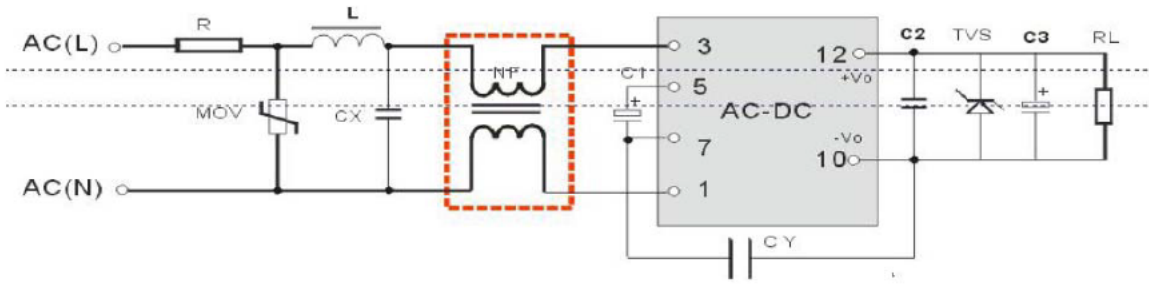 L
R
AC(L)
MOV
CX
NF
AC(N)
C1
+
3
5
7
1
AC-DC
12
+Vo
-Vo
10
C2
TVS
C3
+
RL
CY